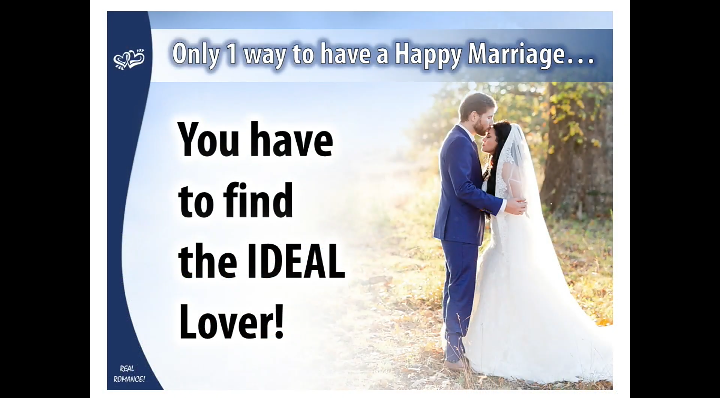 Only 1 way to have a Happy Marriage…
You have
to find
the IDEAL
Lover!
REAL
ROMANCE!